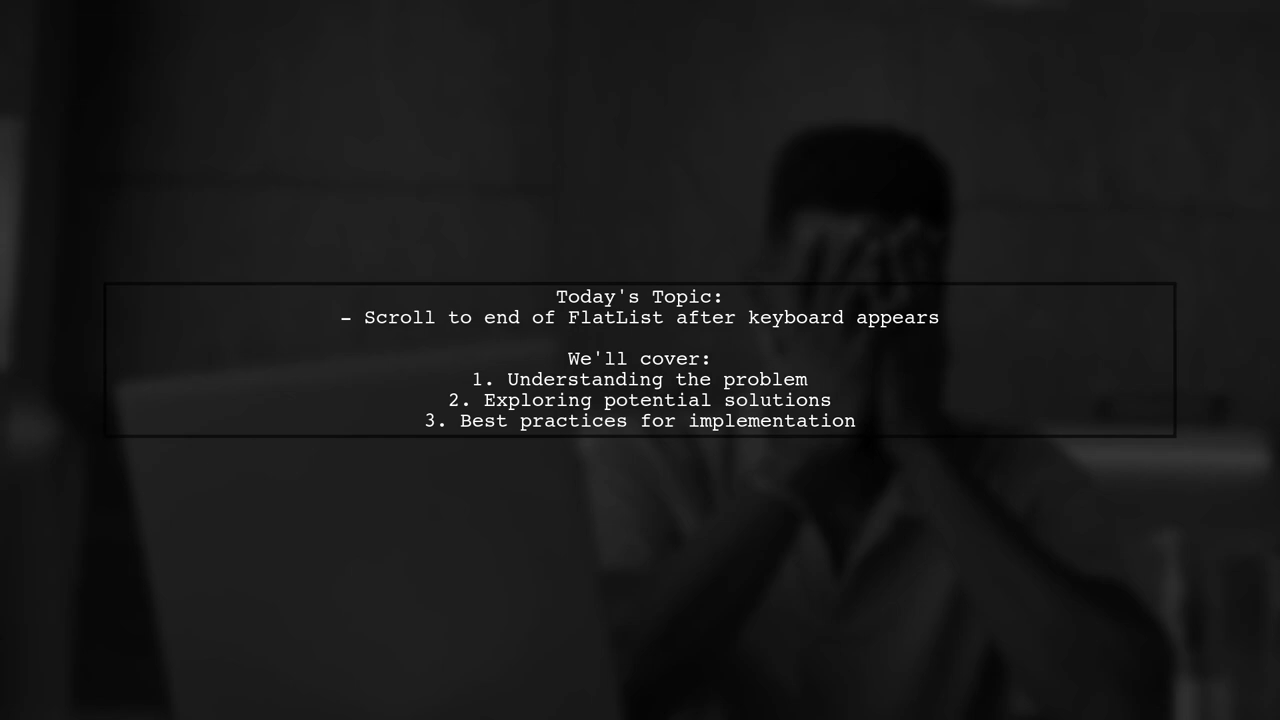 Today's Topic:
– Scroll to end of FlatList after keyboard appears
We'll cover:
1. Understanding the problem
2. Exploring potential solutions
3. Best practices for implementation